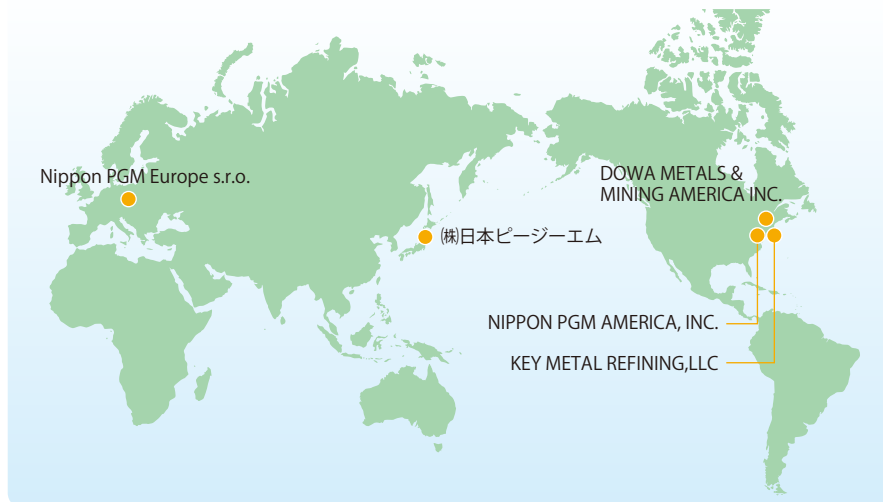 Nippon PGM Europe s.r.o.
㈱日本ピージーエム
DOWA METALS &
MINING AMERICA INC.
NIPPON PGM AMERICA, INC.
KEY METAL REFINING,LLC